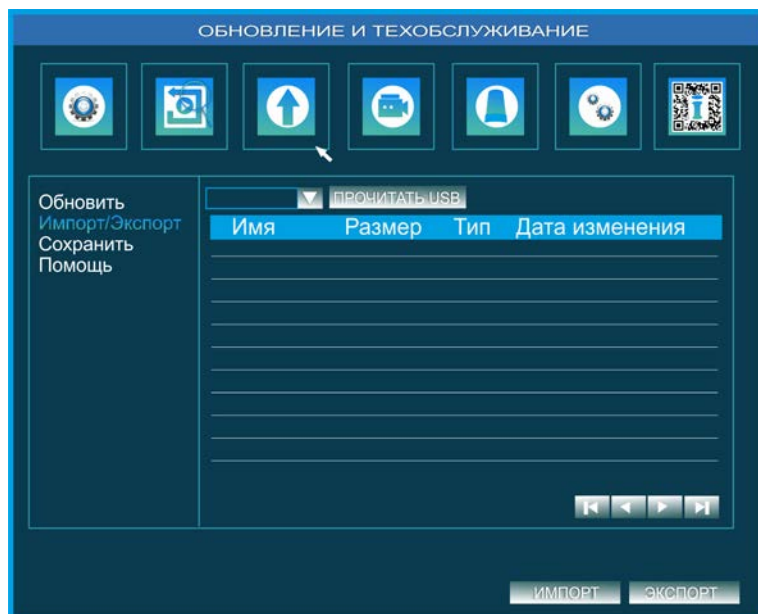 ОБНОВЛЕНИЕ И ТЕХОБСЛУЖИВАНИЕ
Обновить
Импорт/Экспорт
Сохранить
Помощь
ПРОЧИТАТЬ USB
Имя Размер Тип Дата изменения
ИМПОРТ ЭКСПОРТ